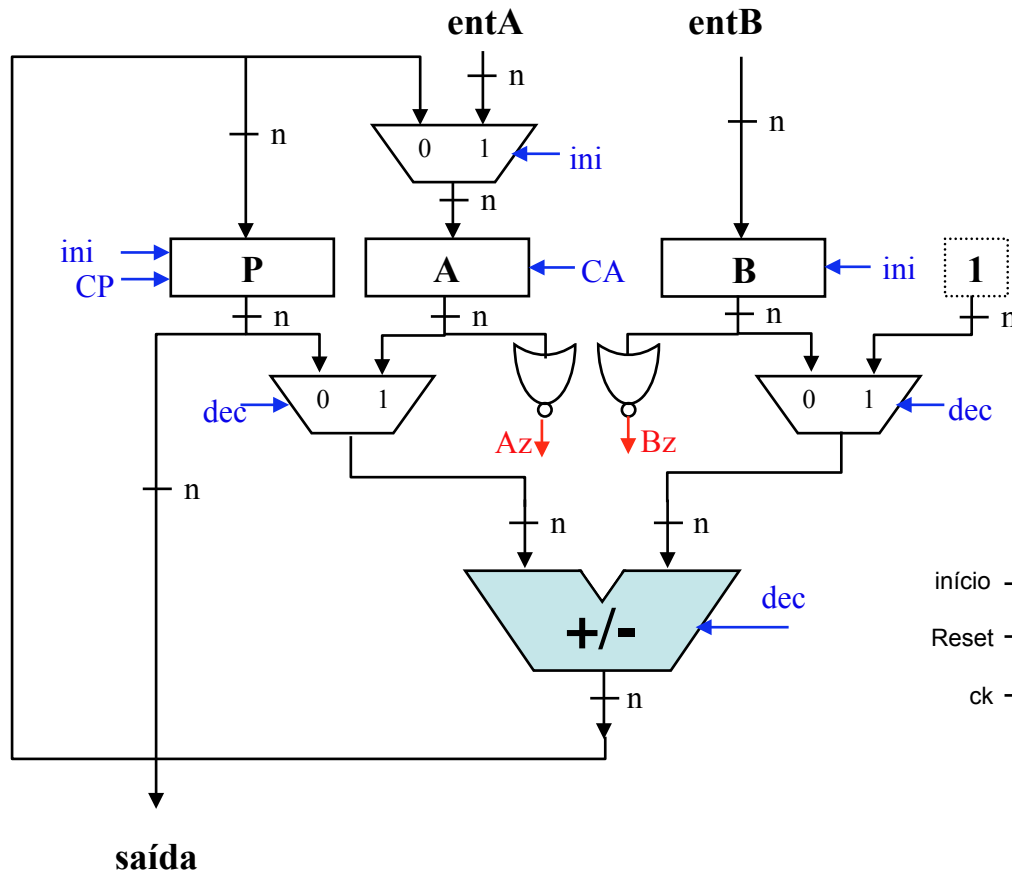 entA entB
n n
n
0 1 ini
n
ini P A B ini 1
CP CA
n n n n
0 1 0 1
dec dec
Az Bz
n
n n
início
dec
+/-
Reset
ck
n
saída